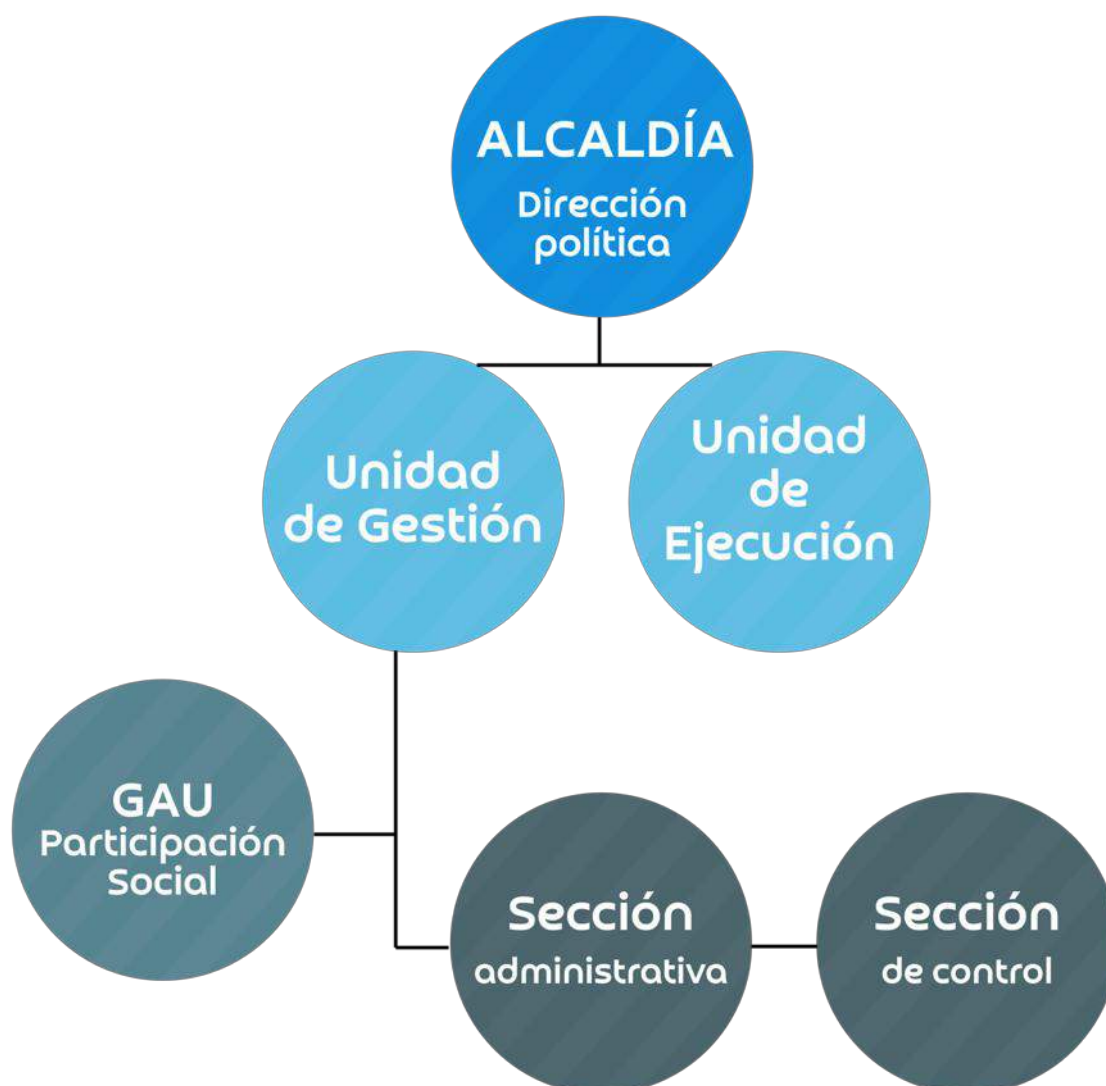 ALCALDÍA
Dirección
política
Unidad
de Gestión
Unidad
de
Ejecución
GAU
Participación
Social
Sección
administrativa
Sección
de control